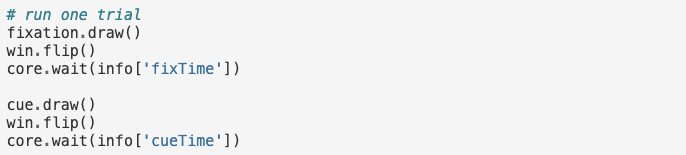 # run one trial
fixation.draw()
win.flip()
core.wait(info['fixTime'])
cue.draw()
win.flip()
core.wait(info['cueTime'])